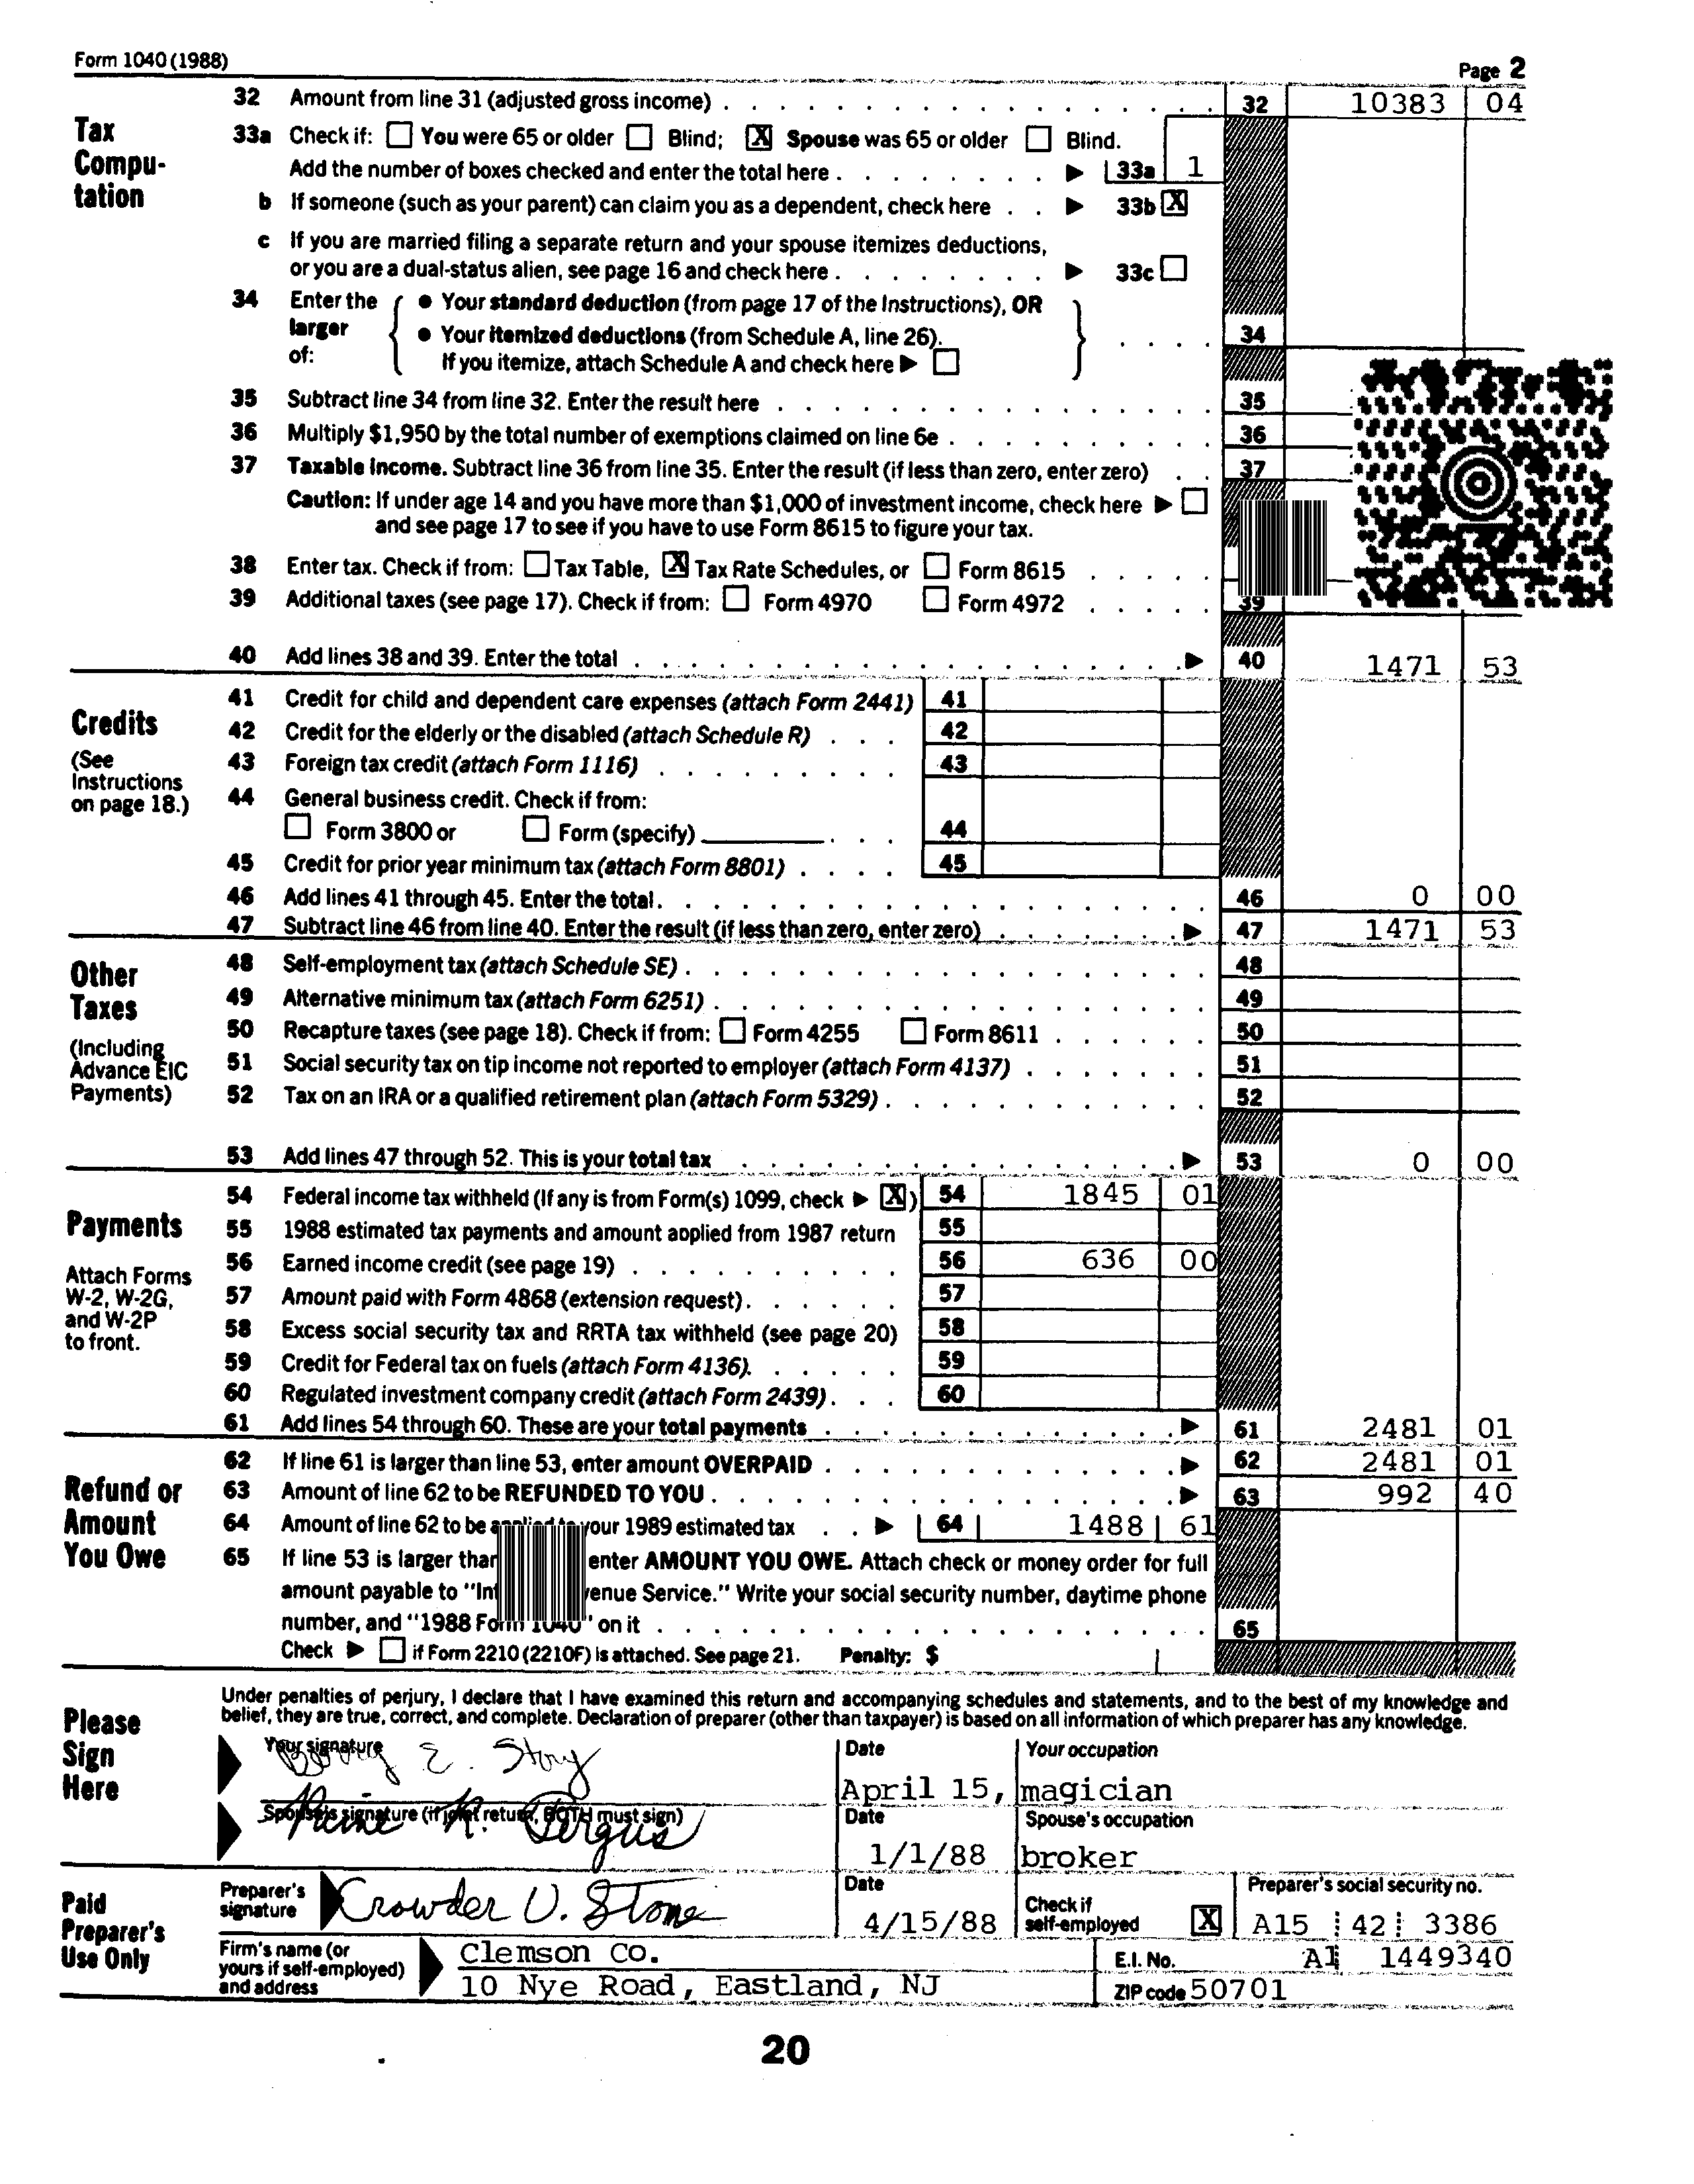 Form 1040 (1988)
Page 2
Tax Compu-tation
32 Amount from line 31 (adjusted gross income) . . . 32 10383 04
33a Check if: You were 65 or older Blind; X Spouse was 65 or older Blind.
Add the number of boxes checked and enter the total here . . . 33a 1
b If someone (such as your parent) can claim you as a dependent, check here . . 33b X
c If you are married filing a separate return and your spouse itemizes deductions,
or you are a dual-status alien, see page 16 and check here . . . 33c
34 Enter the larger of:
● Your standard deduction (from page 17 of the Instructions), OR
● Your itemized deductions (from Schedule A, line 26).
If you itemize, attach Schedule A and check here
34
35 Subtract line 34 from line 32. Enter the result here . . . 35
36 Multiply $1,950 by the total number of exemptions claimed on line 6e . . . 36
37 Taxable income. Subtract line 36 from line 35. Enter the result (if less than zero, enter zero) . . 37
Caution: If under age 14 and you have more than $1,000 of investment income, check here
and see page 17 to see if you have to use Form 8615 to figure your tax.
38 Enter tax. Check if from: Tax Table, X Tax Rate Schedules, or Form 8615 . . .
39 Additional taxes (see page 17). Check if from: Form 4970 Form 4972 . . . 39
40 Add lines 38 and 39. Enter the total . . . 40 1471 53
Credits
(See Instructions on page 18.)
41 Credit for child and dependent care expenses (attach Form 2441) 41
42 Credit for the elderly or the disabled (attach Schedule R) . . . 42
43 Foreign tax credit (attach Form 1116) . . . 43
44 General business credit. Check if from:
Form 3800 or Form (specify) . . . 44
45 Credit for prior year minimum tax (attach Form 8801) . . . 45
46 Add lines 41 through 45. Enter the total . . . 46 0 00
47 Subtract line 46 from line 40. Enter the result (if less than zero, enter zero) . . . 47 1471 53
Other Taxes
(Including Advance EIC Payments)
48 Self-employment tax (attach Schedule SE) . . . 48
49 Alternative minimum tax (attach Form 6251) . . . 49
50 Recapture taxes (see page 18). Check if from: Form 4255 Form 8611 . . . 50
51 Social security tax on tip income not reported to employer (attach Form 4137) . . . 51
52 Tax on an IRA or a qualified retirement plan (attach Form 5329) . . . 52
53 Add lines 47 through 52. This is your total tax . . . 53 0 00
Payments
Attach Forms W-2, W-2G, and W-2P to front.
54 Federal income tax withheld (If any is from Form(s) 1099, check X) 54 1845 01
55 1988 estimated tax payments and amount applied from 1987 return 55
56 Earned income credit (see page 19) . . . 56 636 00
57 Amount paid with Form 4868 (extension request) . . . 57
58 Excess social security tax and RRTA tax withheld (see page 20) 58
59 Credit for Federal tax on fuels (attach Form 4136). . . . 59
60 Regulated investment company credit (attach Form 2439) . . . 60
61 Add lines 54 through 60. These are your total payments . . . 61 2481 01
Refund or Amount You Owe
62 If line 61 is larger than line 53, enter amount OVERPAID . . . 62 2481 01
63 Amount of line 62 to be REFUNDED TO YOU . . . 63 992 40
64 Amount of line 62 to be applied to your 1989 estimated tax . . 64 1488 61
65 If line 53 is larger than enter AMOUNT YOU OWE. Attach check or money order for full
amount payable to "Int enue Service." Write your social security number, daytime phone
number, and "1988 Form 1040" on it . . . 65
Check if Form 2210 (2210F) is attached. See page 21. Penalty: $
Please Sign Here
Under penalties of perjury, I declare that I have examined this return and accompanying schedules and statements, and to the best of my knowledge and
belief, they are true, correct, and complete. Declaration of preparer (other than taxpayer) is based on all information of which preparer has any knowledge.
Your signature E. Story Date April 15, Your occupation magician
Spouse's signature (if joint return, BOTH must sign) R. Fergus Date 1/1/88 Spouse's occupation broker
Paid Preparer's Use Only
Preparer's signature Crowder U. Stone Date 4/15/88 Check if self-employed X Preparer's social security no. A15 42 3386
Firm's name (or yours if self-employed) and address Clemson Co. E.I. No. A1 1449340
10 Nye Road, Eastland, NJ ZIP code 50701
20